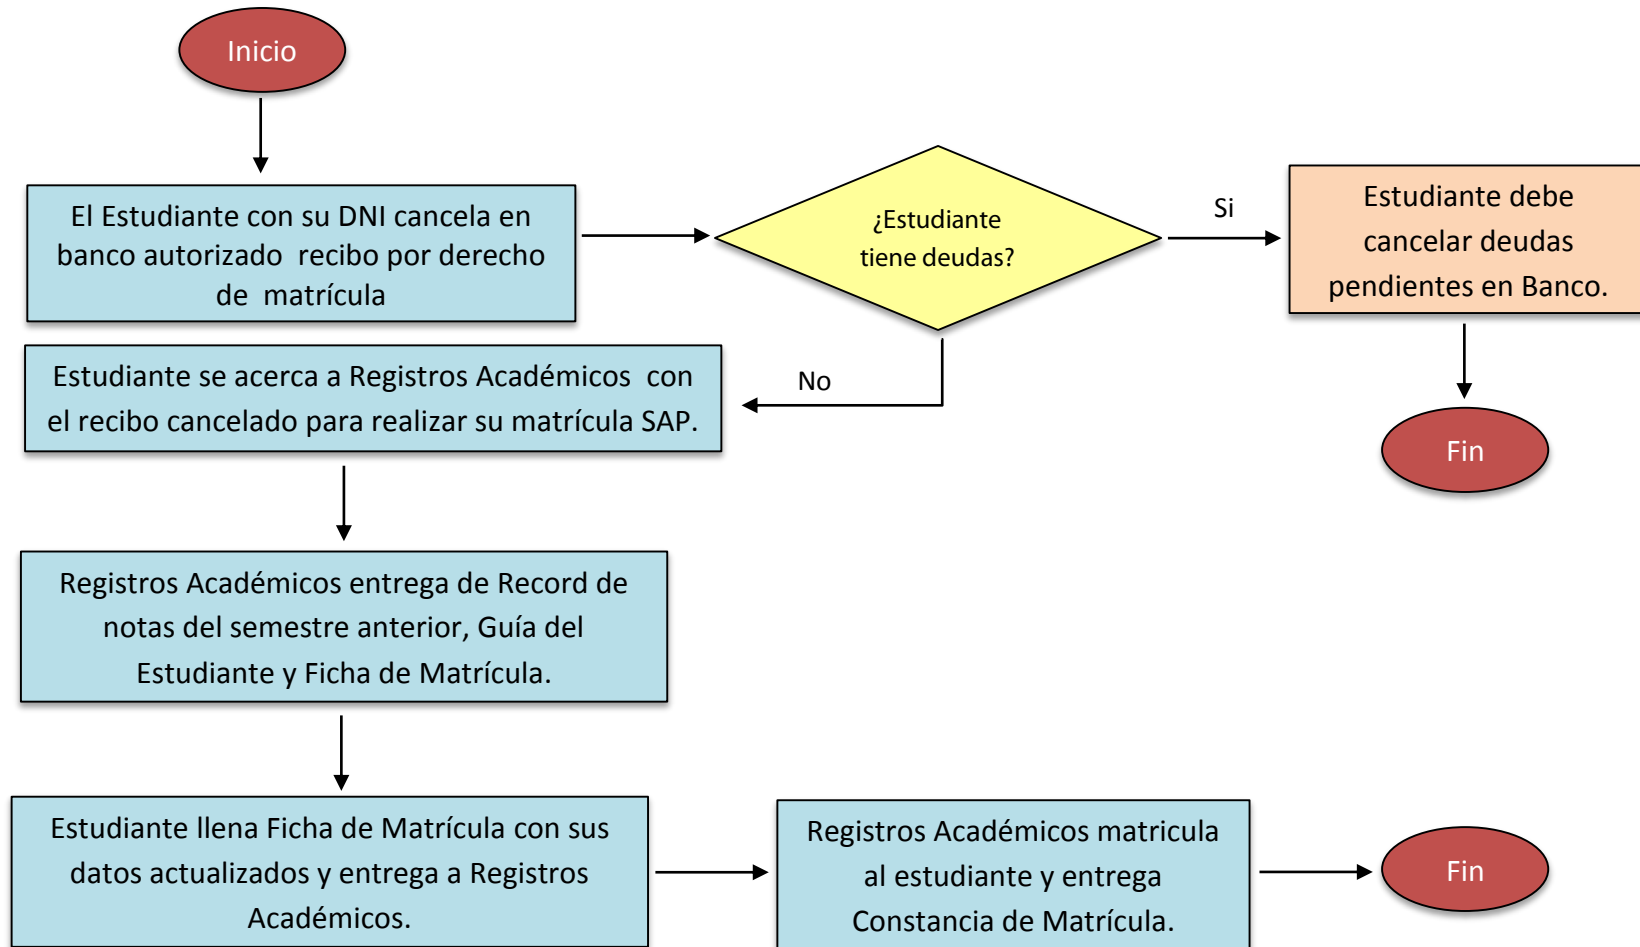 Inicio
El Estudiante con su DNI cancela en
banco autorizado recibo por derecho
de matrícula
¿Estudiante
tiene deudas?
Si
Estudiante debe
cancelar deudas
pendientes en Banco.
Fin
No
Estudiante se acerca a Registros Académicos con
el recibo cancelado para realizar su matrícula SAP.
Registros Académicos entrega de Record de
notas del semestre anterior, Guía del
Estudiante y Ficha de Matrícula.
Estudiante llena Ficha de Matrícula con sus
datos actualizados y entrega a Registros
Académicos.
Registros Académicos matricula
al estudiante y entrega
Constancia de Matrícula.
Fin